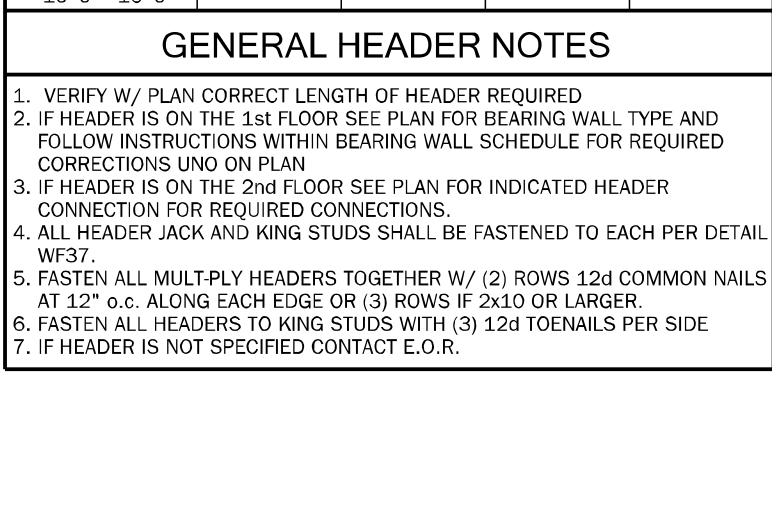 GENERAL HEADER NOTES
1. VERIFY W/ PLAN CORRECT LENGTH OF HEADER REQUIRED
2. IF HEADER IS ON THE 1st FLOOR SEE PLAN FOR BEARING WALL TYPE AND
FOLLOW INSTRUCTIONS WITHIN BEARING WALL SCHEDULE FOR REQUIRED
CORRECTIONS UNO ON PLAN
3. IF HEADER IS ON THE 2nd FLOOR SEE PLAN FOR INDICATED HEADER
CONNECTION FOR REQUIRED CONNECTIONS.
4. ALL HEADER JACK AND KING STUDS SHALL BE FASTENED TO EACH PER DETAIL
WF37.
5. FASTEN ALL MULT-PLY HEADERS TOGETHER W/ (2) ROWS 12d COMMON NAILS
AT 12" o.c. ALONG EACH EDGE OR (3) ROWS IF 2x10 OR LARGER.
6. FASTEN ALL HEADERS TO KING STUDS WITH (3) 12d TOENAILS PER SIDE
7. IF HEADER IS NOT SPECIFIED CONTACT E.O.R.